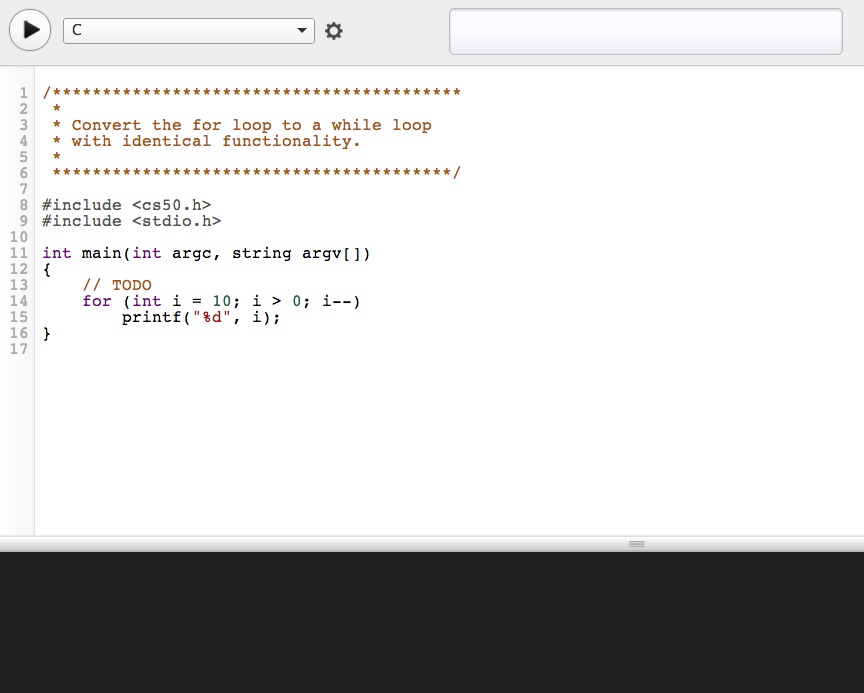 C
1 /*****************************************
2  *
3  * Convert the for loop to a while loop
4  * with identical functionality.
5  *
6  ****************************************/
7
8 #include <cs50.h>
9 #include <stdio.h>
10
11 int main(int argc, string argv[])
12 {
13     // TODO
14     for (int i = 10; i > 0; i--)
15         printf("%d", i);
16 }
17